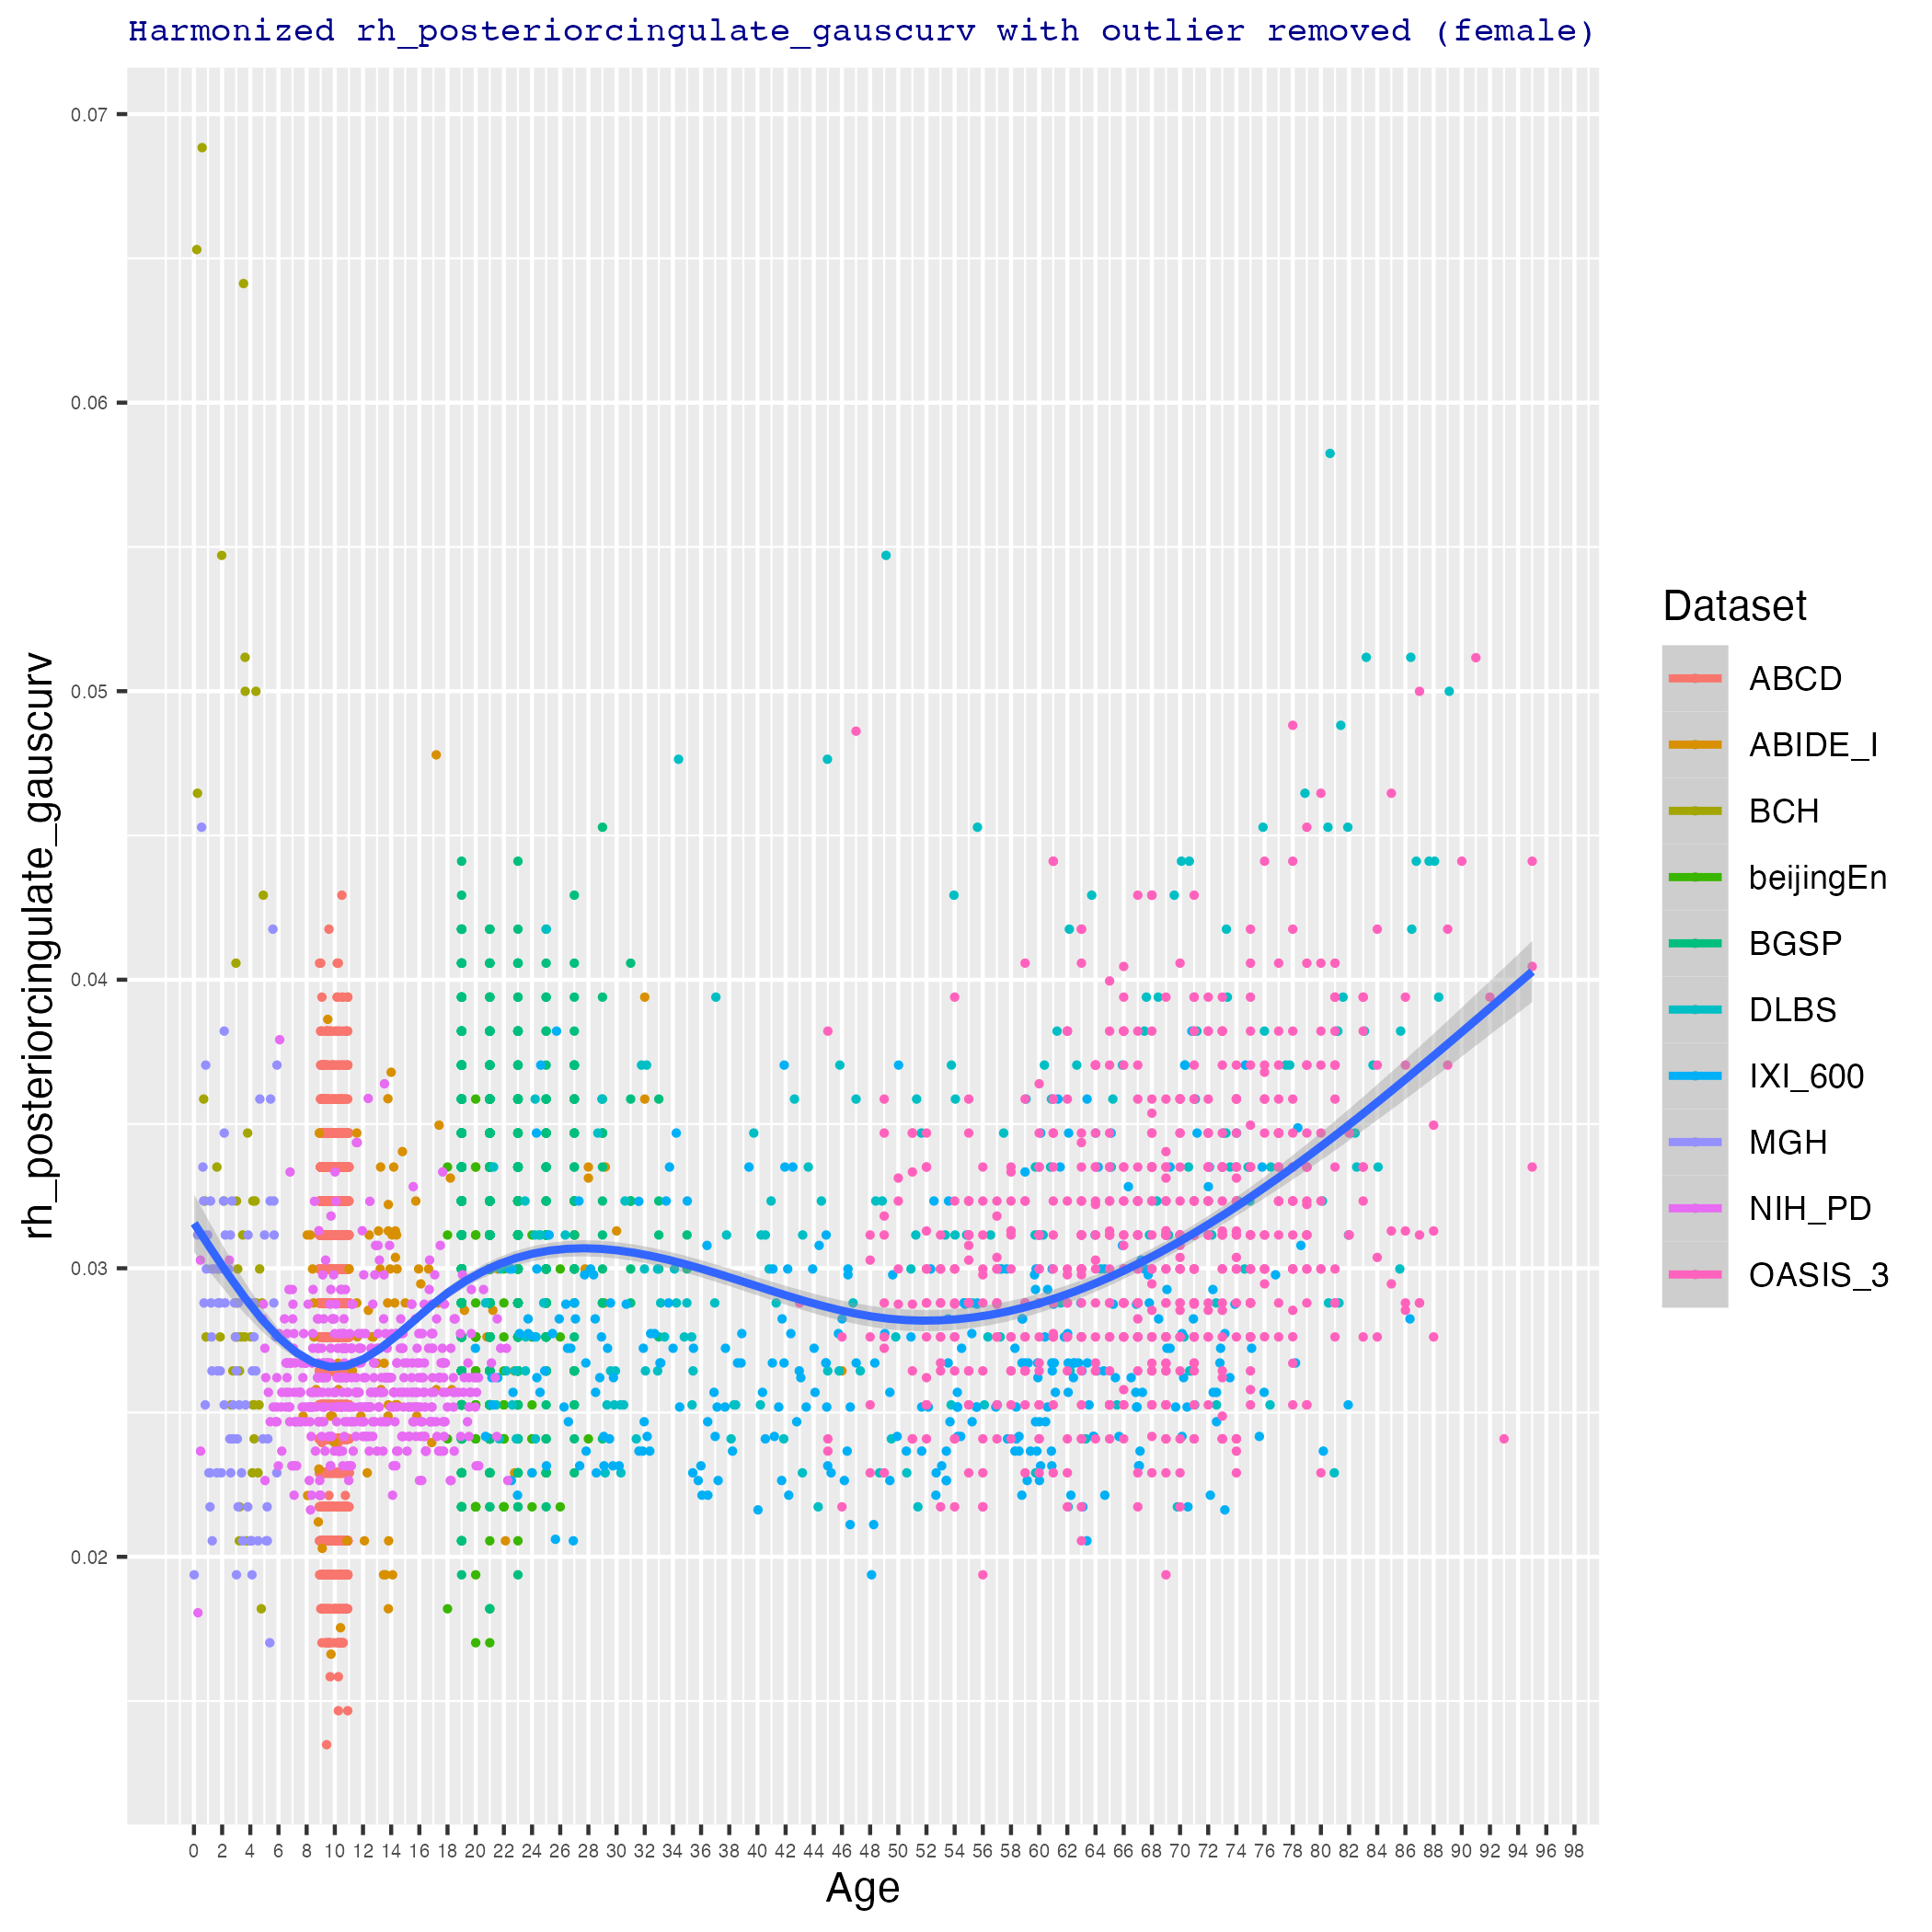 Harmonized rh_posteriorcingulate_gauscurv with outlier removed (female)
rh_posteriorcingulate_gauscurv
0.07
0.06
0.05
0.04
0.03
0.02
0 2 4 6 8 10 12 14 16 18 20 22 24 26 28 30 32 34 36 38 40 42 44 46 48 50 52 54 56 58 60 62 64 66 68 70 72 74 76 78 80 82 84 86 88 90 92 94 96 98
Age
Dataset
ABCD
ABIDE_I
BCH
beijingEn
BGSP
DLBS
IXI_600
MGH
NIH_PD
OASIS_3